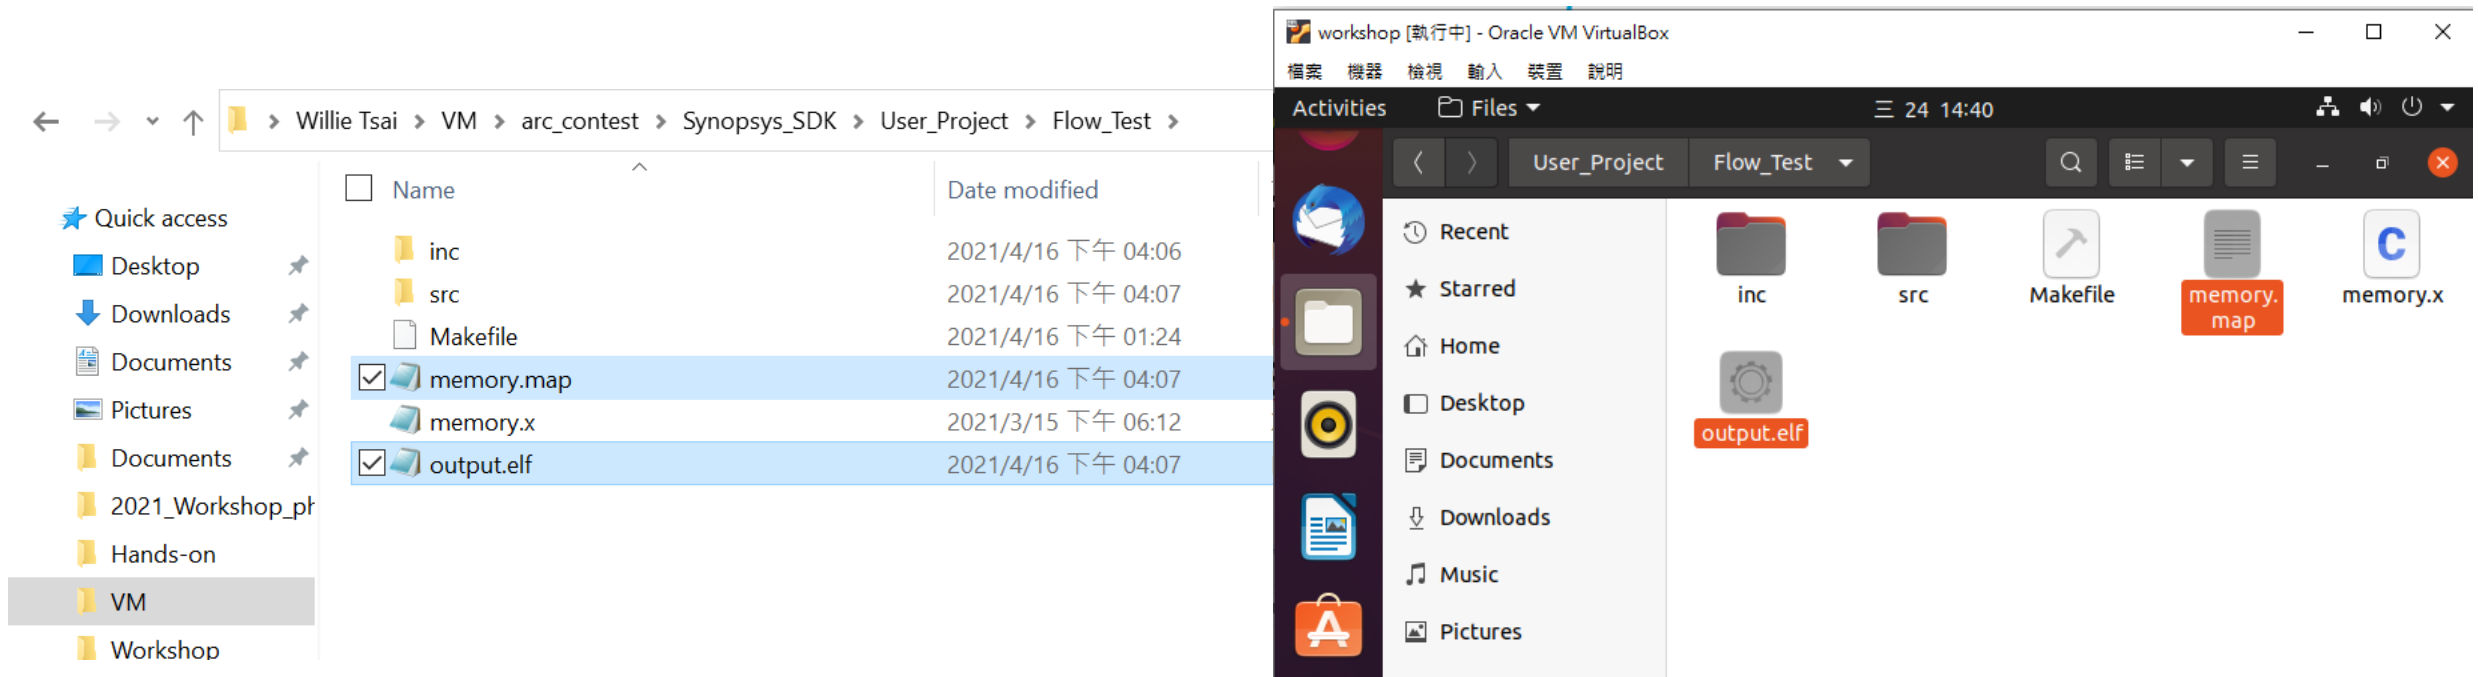 Willie Tsai > VM > arc_contest > Synopsys_SDK > User_Project > Flow_Test >
Name
Date modified
Quick access
Desktop
Downloads
Documents
Pictures
Documents
2021_Workshop_ph
Hands-on
VM
Workshop
inc 2021/4/16 下午 04:06
src 2021/4/16 下午 04:07
Makefile 2021/4/16 下午 01:24
memory.map 2021/4/16 下午 04:07
memory.x 2021/3/15 下午 06:12
output.elf 2021/4/16 下午 04:07
workshop [執行中] - Oracle VM VirtualBox
檔案 機器 檢視 輸入 裝置 說明
Activities Files 三 24 14:40
User_Project Flow_Test
Recent
Starred
Home
Desktop
Documents
Downloads
Music
Pictures
inc
src
Makefile
memory.
map
memory.x
output.elf